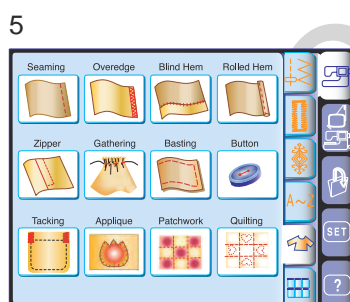 5
Seaming Overedge Blind Hem Rolled Hem
Zipper Gathering Basting Button
A~Z
Tacking Applique Patchwork Quilting
SET
?